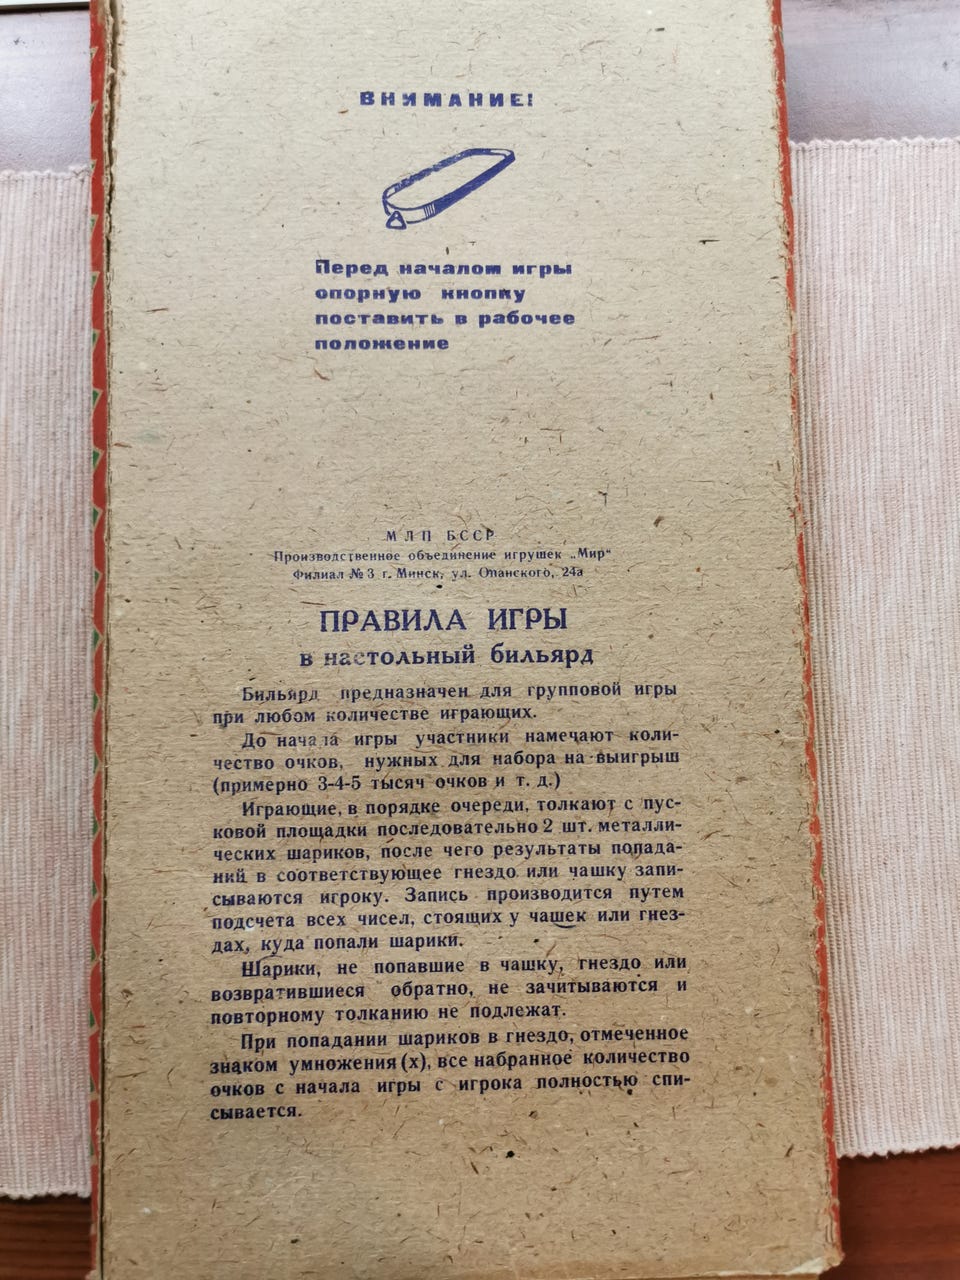 ВНИМАНИЕ!
Перед началом игры
опорную кнопку
поставить в рабочее
положение
МЛП БССР
Производственное объединение игрушек „Мир“
Филиал № 3 г. Минск, ул. Опанского, 24а
ПРАВИЛА ИГРЫ
в настольный бильярд
Бильярд предназначен для групповой игры
при любом количестве играющих.
До начала игры участники намечают коли-
чество очков, нужных для набора на выигрыш
(примерно 3-4-5 тысяч очков и т. д.)
Играющие, в порядке очереди, толкают с пус-
ковой площадки последовательно 2 шт. металли-
ческих шариков, после чего результаты попада-
ний в соответствующее гнездо или чашку запи-
сываются игроку. Запись производится путем
подсчета всех чисел, стоящих у чашек или гнез-
дах, куда попали шарики.
Шарики, не попавшие в чашку, гнездо или
возвратившиеся обратно, не зачитываются и
повторному толканию не подлежат.
При попадании шариков в гнездо, отмеченное
знаком умножения (х), все набранное количество
очков с начала игры с игрока полностью спи-
сывается.